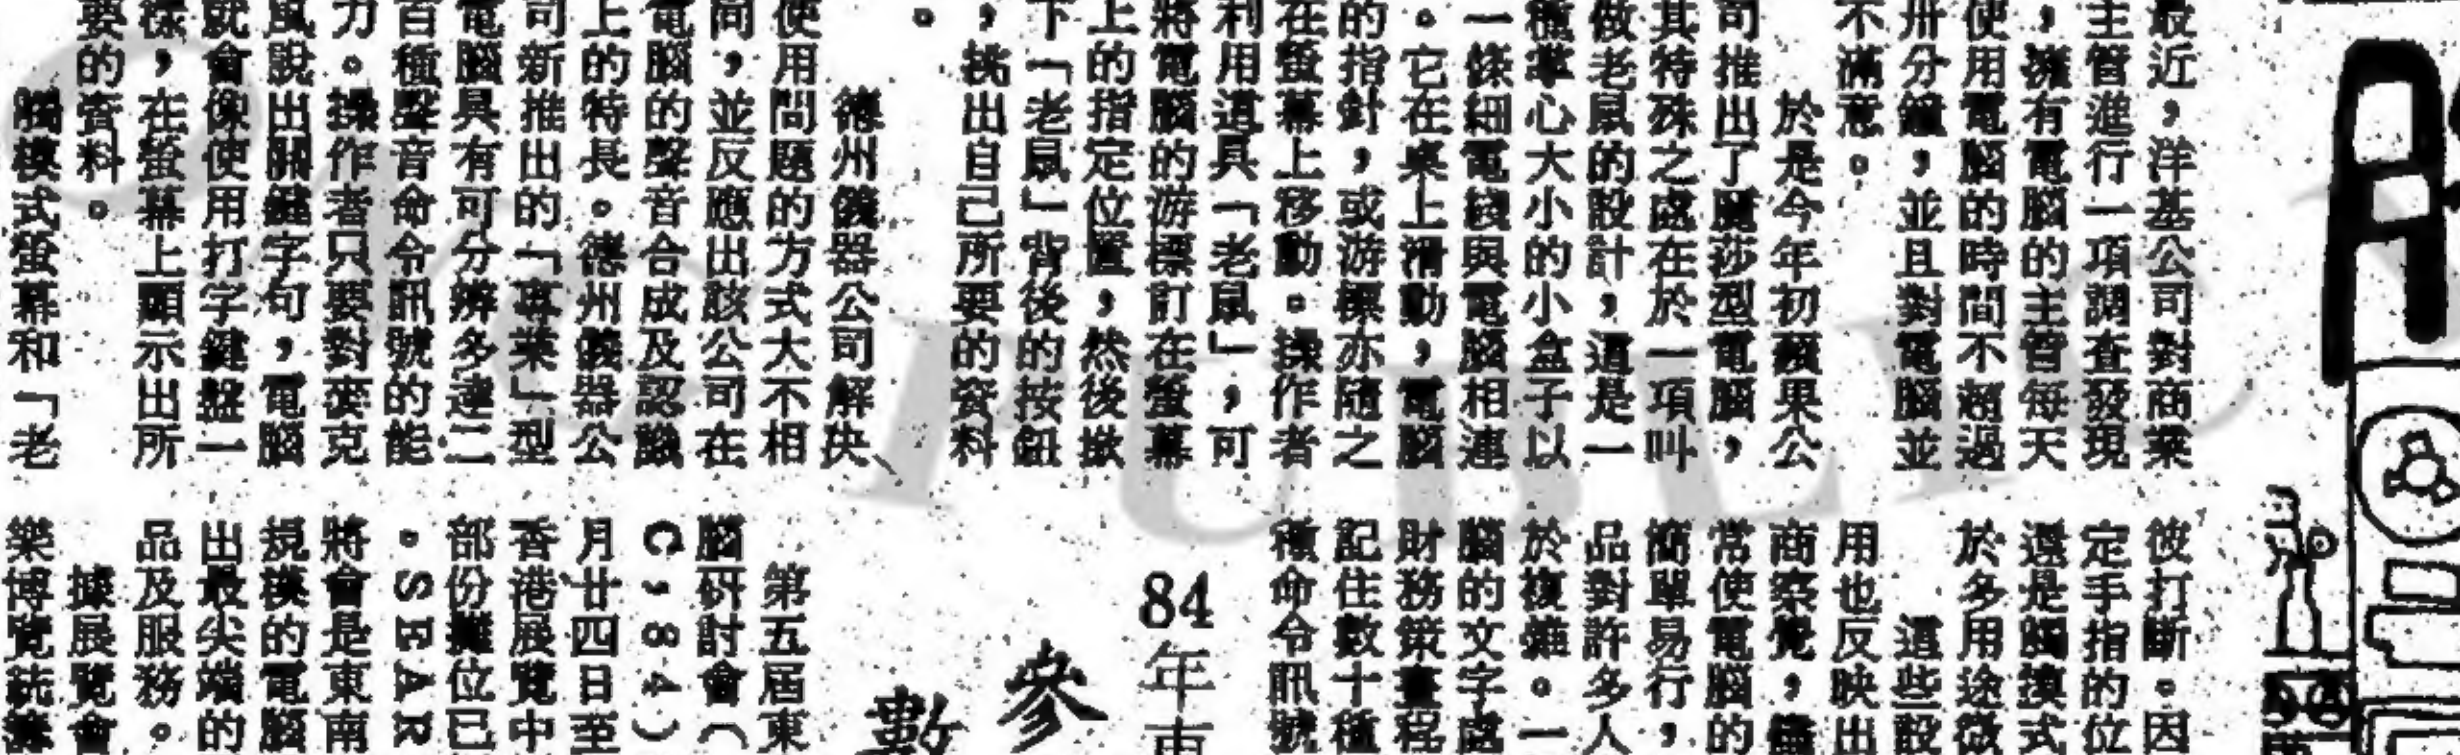 最近，洋基公司對商業
主管進行一項調查發現
，擁有電腦的主管每天
使用電腦的時間不超過
卅分鐘，並且對電腦並
不滿意。
於是今年初蘋果公
司推出了麗莎型電腦，
其特殊之處在於一項叫
做老鼠的設計，這是一
種掌心大小的小盒子以
一條細電綫與電腦相連
。它在桌上滑動，電腦
的指針，或游標亦隨之
在螢幕上移動。操作者
利用道具「老鼠」，可
將電腦的游標訂在螢幕
上的指定位置，然後撳
下「老鼠」背後的按鈕
，挑出自己所要的資料
。
德州儀器公司解決
使用問題的方式大不相
同，並反應出該公司在
電腦的聲音合成及認識
上的特長。德州儀器公
司新推出的「專業」型
電腦具有可分辨多達二
百種聲音命令訊號的能
力。操作者只要對麥克
風說出關鍵字句，電腦
就會像使用打字鍵盤一
樣，在螢幕上顯示出所
要的資料。
觸摸式螢幕和「老
彼打斷。因
定手指的位
還是觸摸式
於多用途微
這些設
用也反映出
商察覺，儘
常使電腦的
簡單易行，
品對許多人
於複雜。一
腦的文字處
財務策畫程
記住數十種
種命令訊號
84年東
參
數
第五屆東
腦研討會（
C，84）
月廿四日至
香港展覽中
部份攤位已
。SEAR
將會是東南
規模的電腦
出最尖端的
品及服務。
據展覽會
樂博覽統籌
PUBLIC